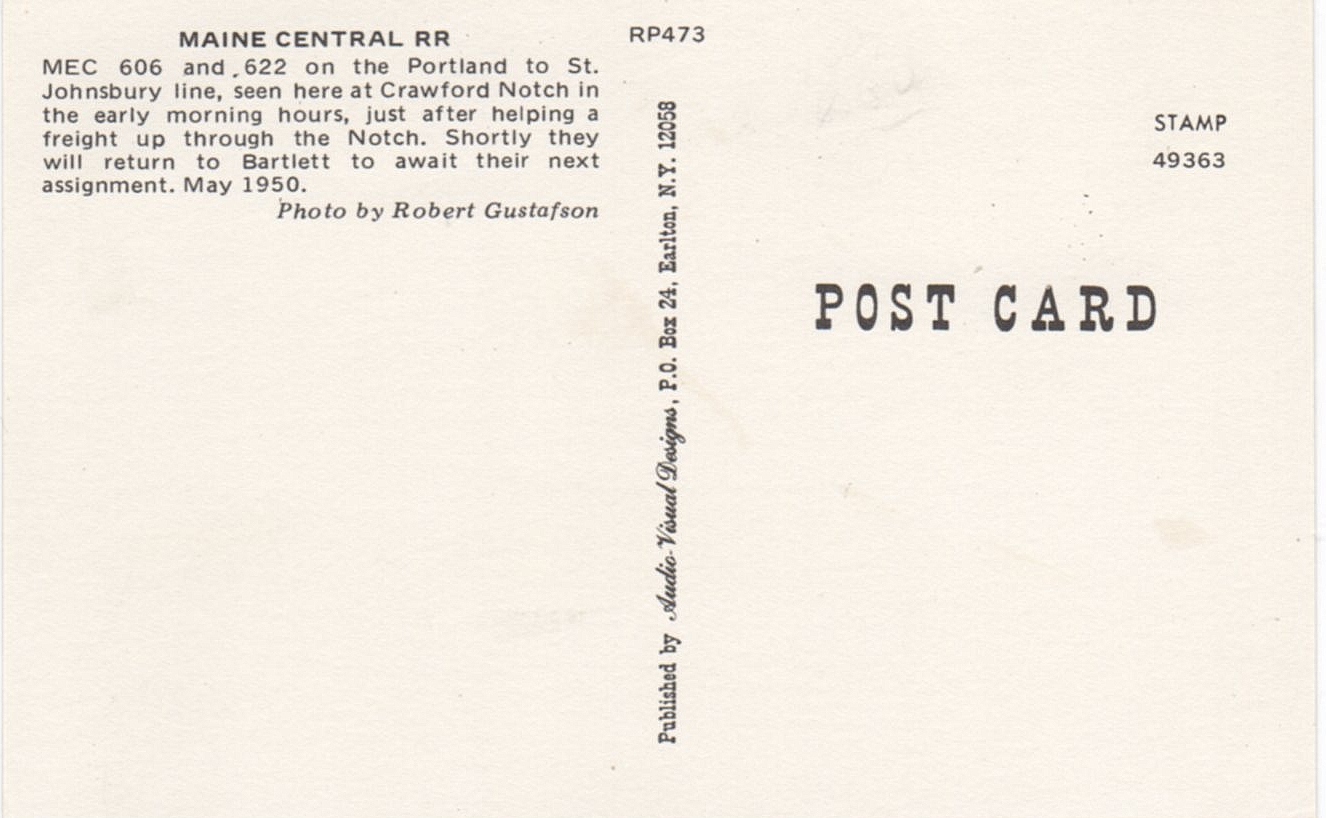 MAINE CENTRAL RR
MEC 606 and 622 on the Portland to St.
Johnsbury line, seen here at Crawford Notch in
the early morning hours, just after helping a
freight up through the Notch. Shortly they
will return to Bartlett to await their next
assignment. May 1950.
Photo by Robert Gustafson
RP473
Published by Audio-Visual Designs, P.O. Box 24, Earlton, N.Y. 12058
STAMP
49363
POST CARD